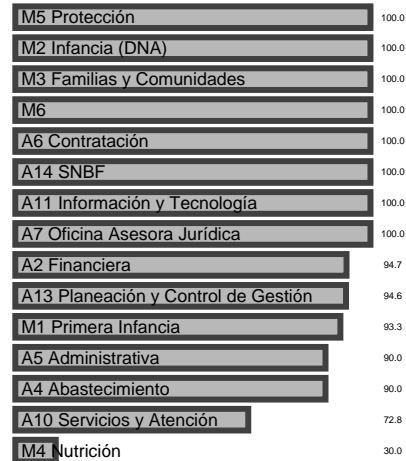 M5 Protección 100.0
M2 Infancia (DNA) 100.0
M3 Familias y Comunidades 100.0
M6 100.0
A6 Contratación 100.0
A14 SNBF 100.0
A11 Información y Tecnología 100.0
A7 Oficina Asesora Jurídica 100.0
A2 Financiera 94.7
A13 Planeación y Control de Gestión 94.6
M1 Primera Infancia 93.3
A5 Administrativa 90.0
A4 Abastecimiento 90.0
A10 Servicios y Atención 72.8
M4 Nutrición 30.0